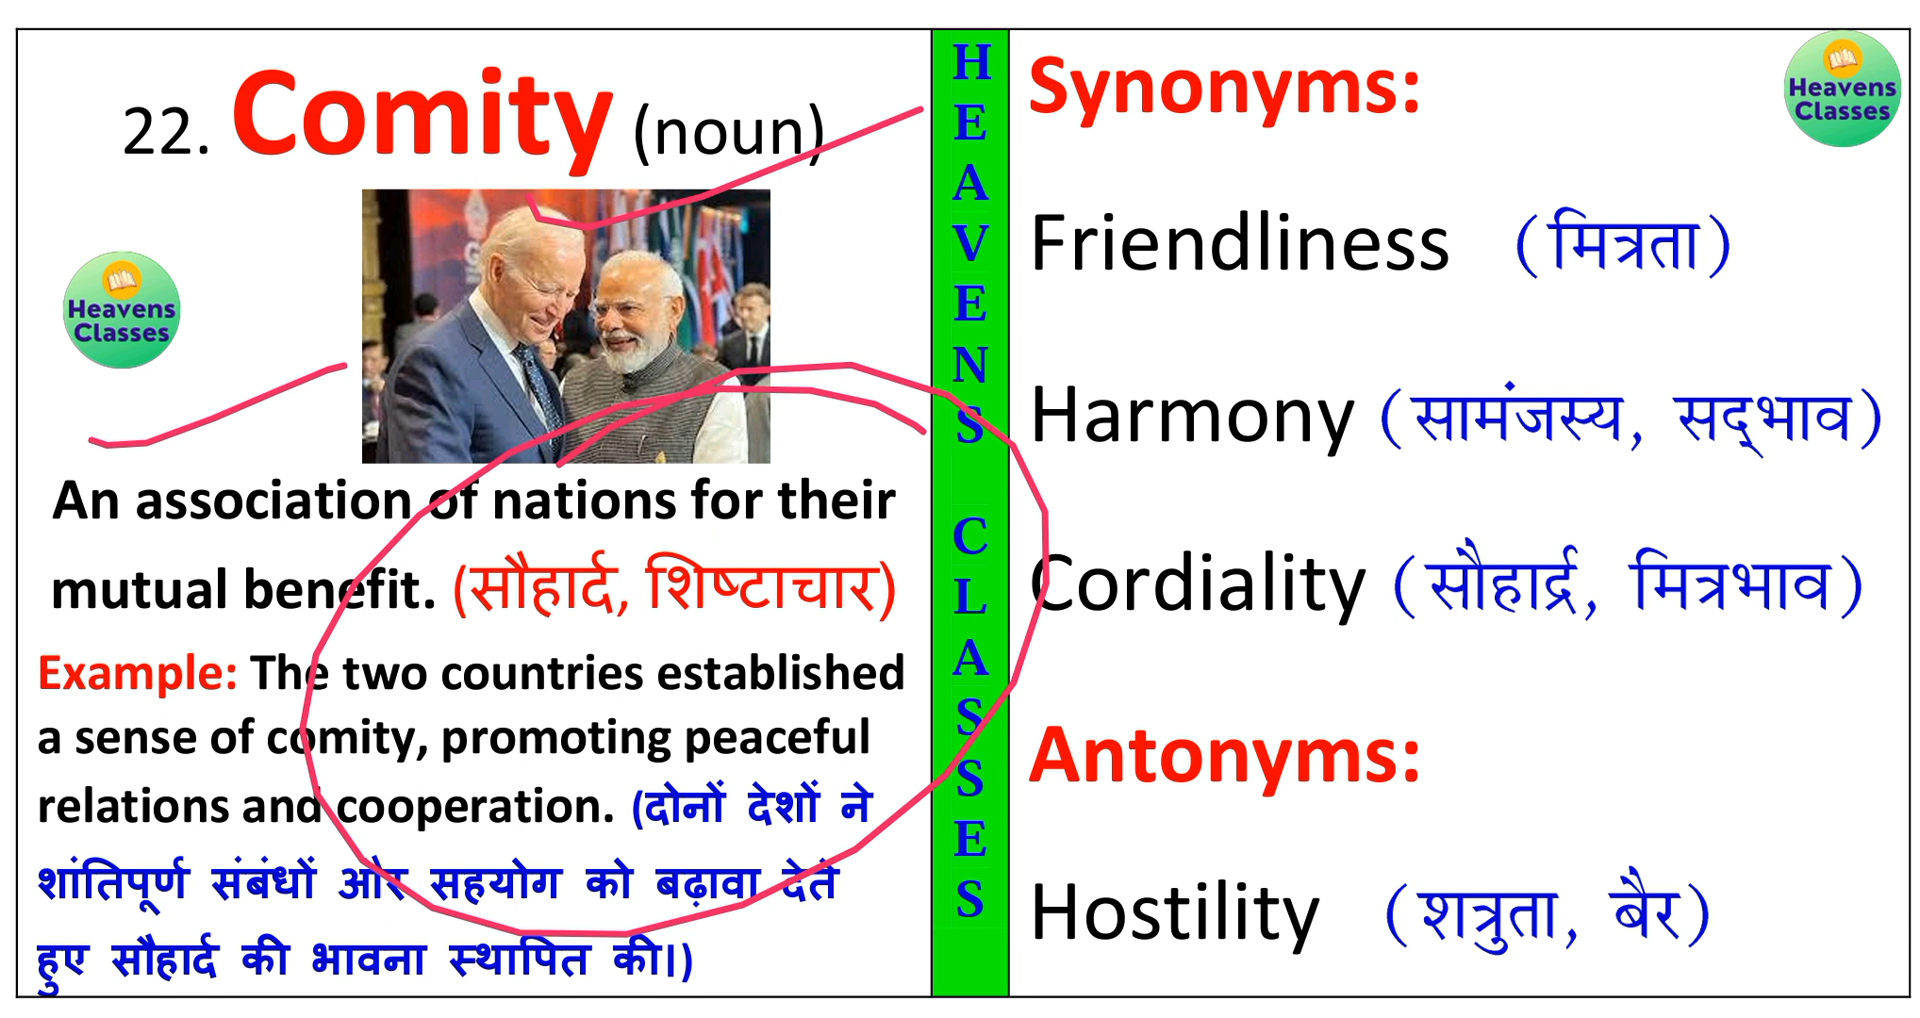 22. Comity (noun)
Heavens
Classes
An association of nations for their
mutual benefit. (सौहार्द, शिष्टाचार)
Example: The two countries established
a sense of comity, promoting peaceful
relations and cooperation. (दोनों देशों ने
शांतिपूर्ण संबंधों और सहयोग को बढ़ावा देते
हुए सौहार्द की भावना स्थापित की।)
HEAVENS CLASSES
Synonyms:
Heavens
Classes
Friendliness (मित्रता)
Harmony (सामंजस्य, सद्‌भाव)
Cordiality (सौहार्द्र, मित्रभाव)
Antonyms:
Hostility (शत्रुता, बैर)